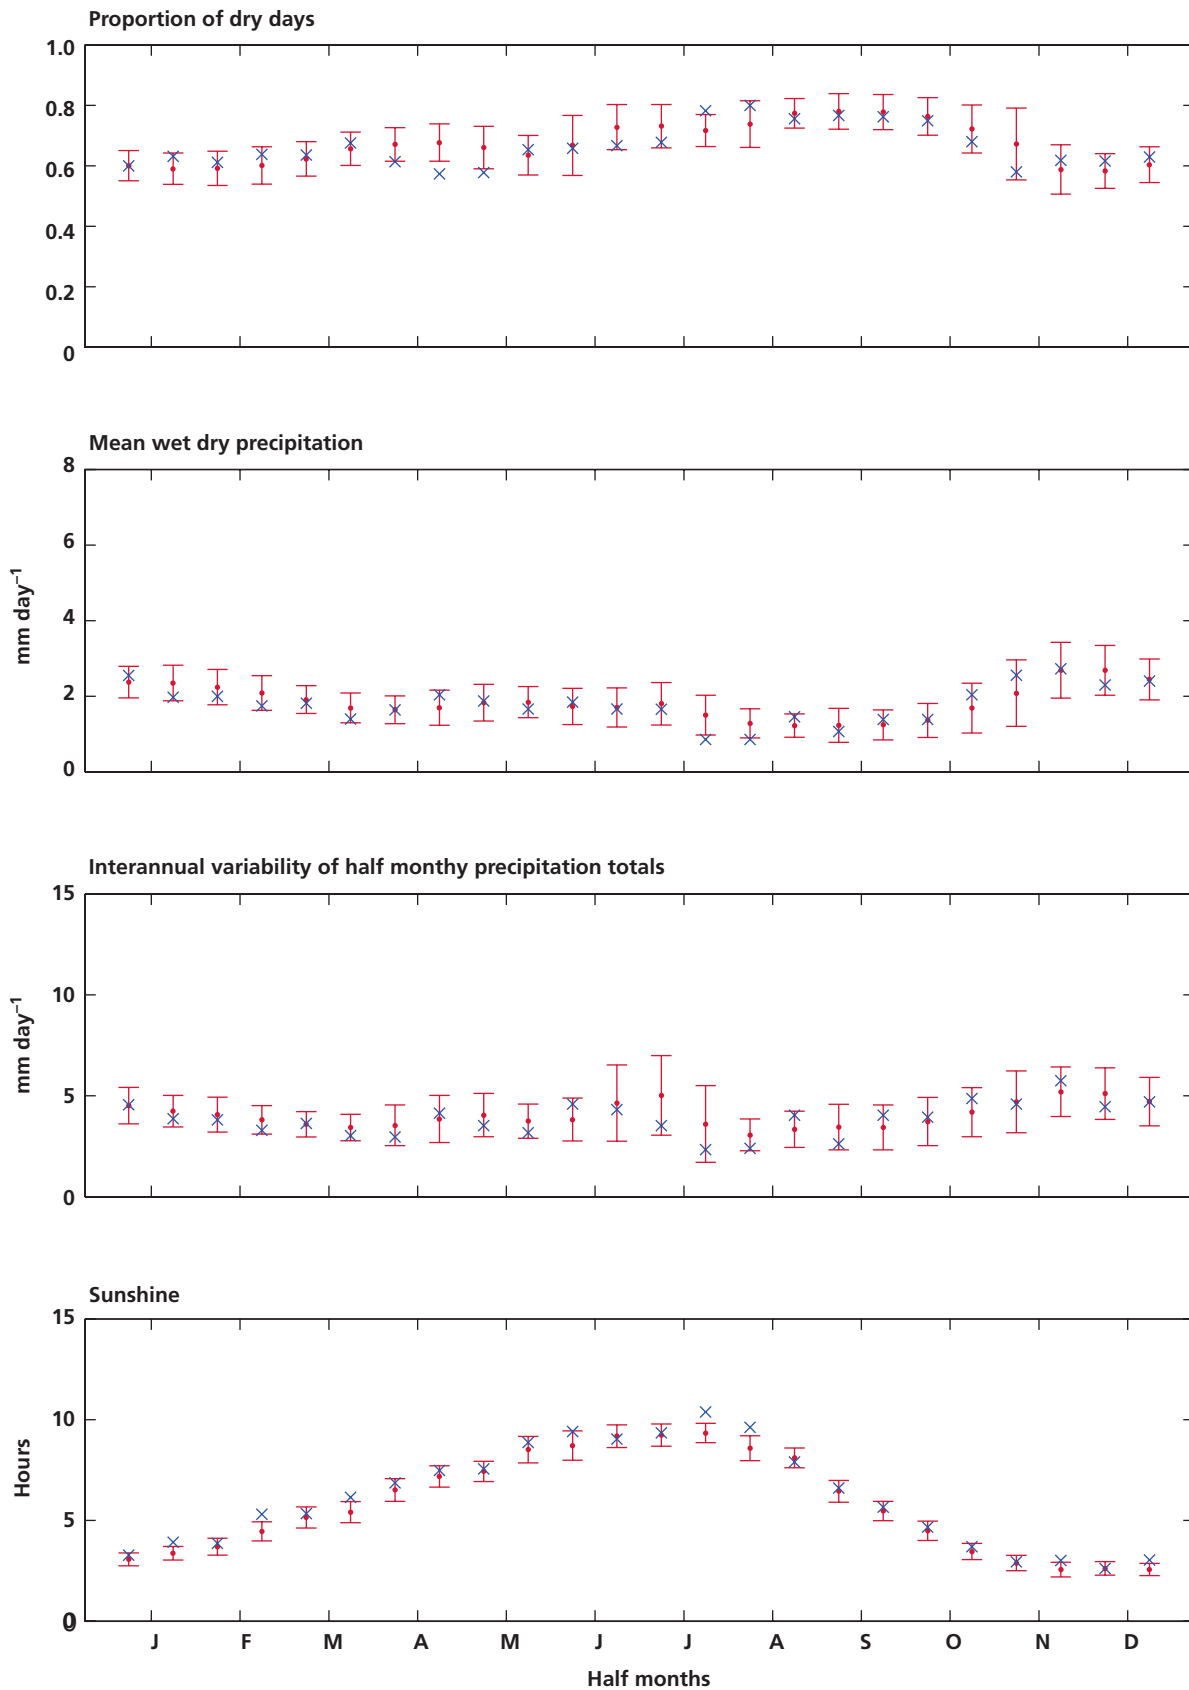 Proportion of dry days
1.0
0.8
0.6
0.4
0.2
0
Mean wet dry precipitation
8
6
4
2
0
mm day⁻¹
Interannual variability of half monthy precipitation totals
15
10
5
0
mm day⁻¹
Sunshine
15
10
5
0
0
Hours
J F M A M J J A S O N D
Half months